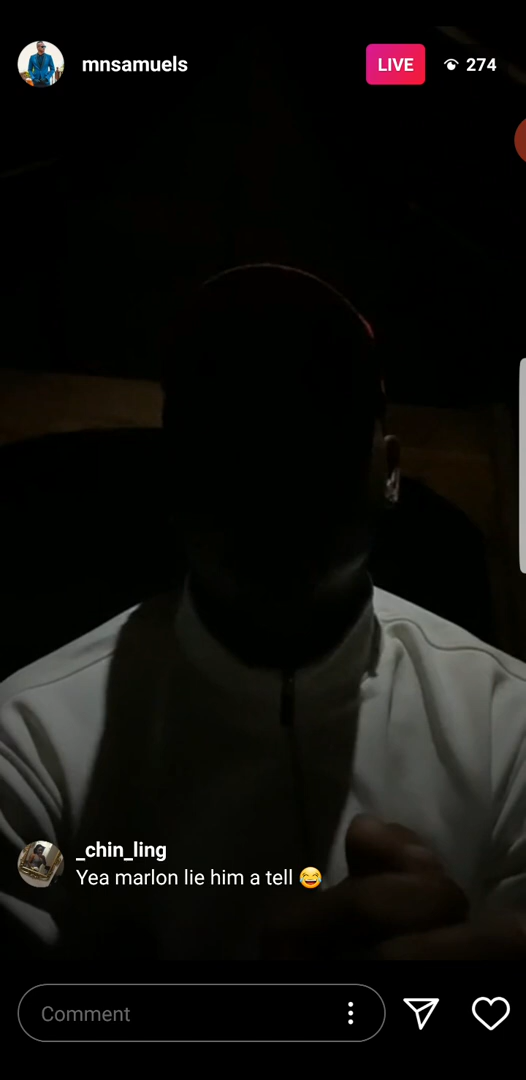 mnsamuels
LIVE
274
_chin_ling
Yea marlon lie him a tell 😂
Comment